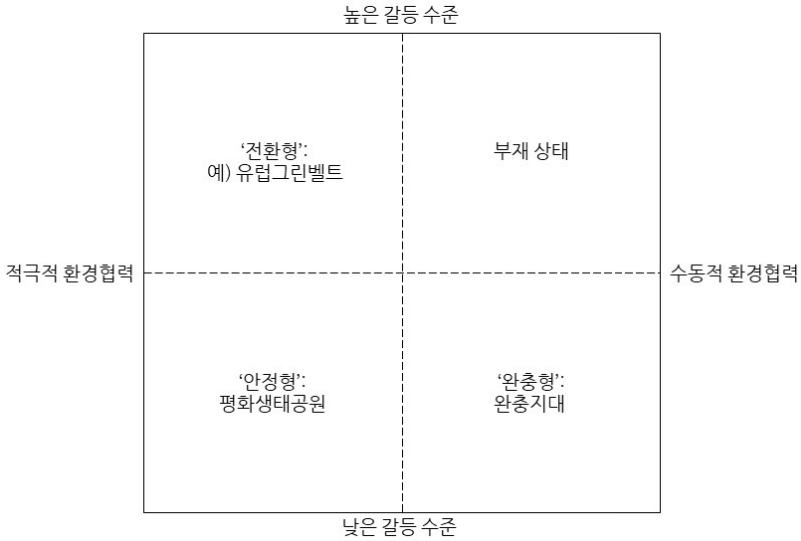 높은 갈등 수준
‘전환형’:
예) 유럽그린벨트
부재 상태
적극적 환경협력
수동적 환경협력
‘안정형’:
평화생태공원
‘완충형’:
완충지대
낮은 갈등 수준